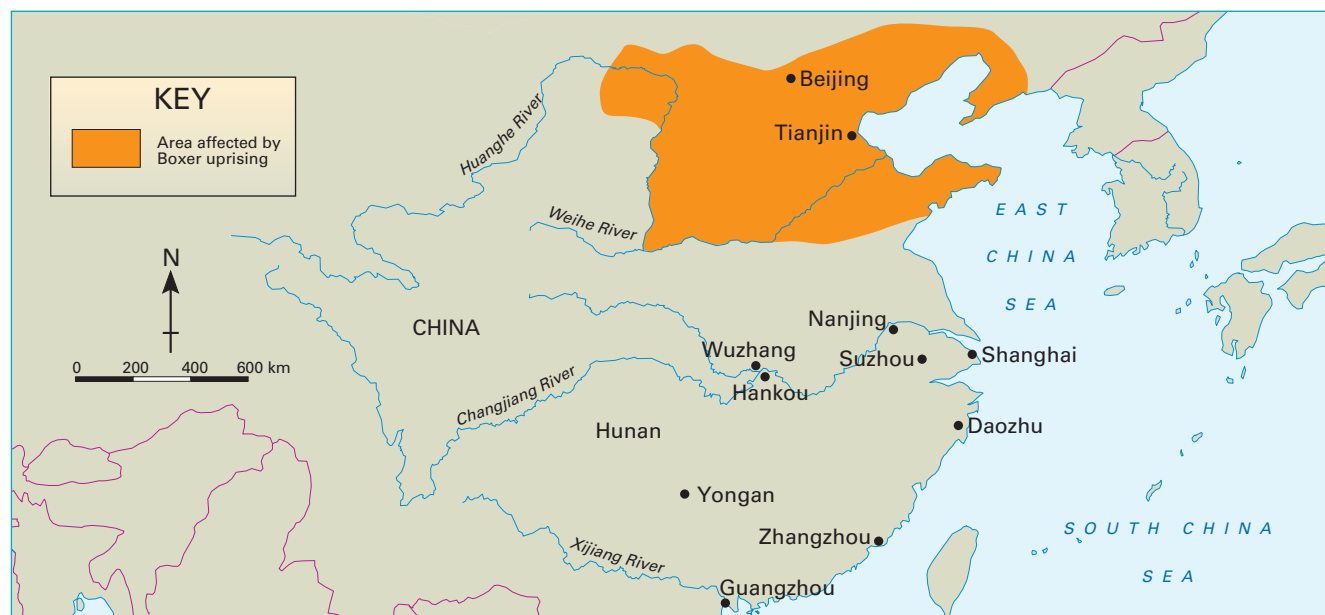 KEY
Area affected by
Boxer uprising
Beijing
Tianjin
Huanghe River
Weihe River
EAST
CHINA
SEA
N
0 200 400 600 km
CHINA
Nanjing
Wuzhang
Suzhou
Shanghai
Hankou
Changjiang River
Hunan
Daozhu
Yongan
Zhangzhou
SOUTH CHINA
SEA
Xijiang River
Guangzhou